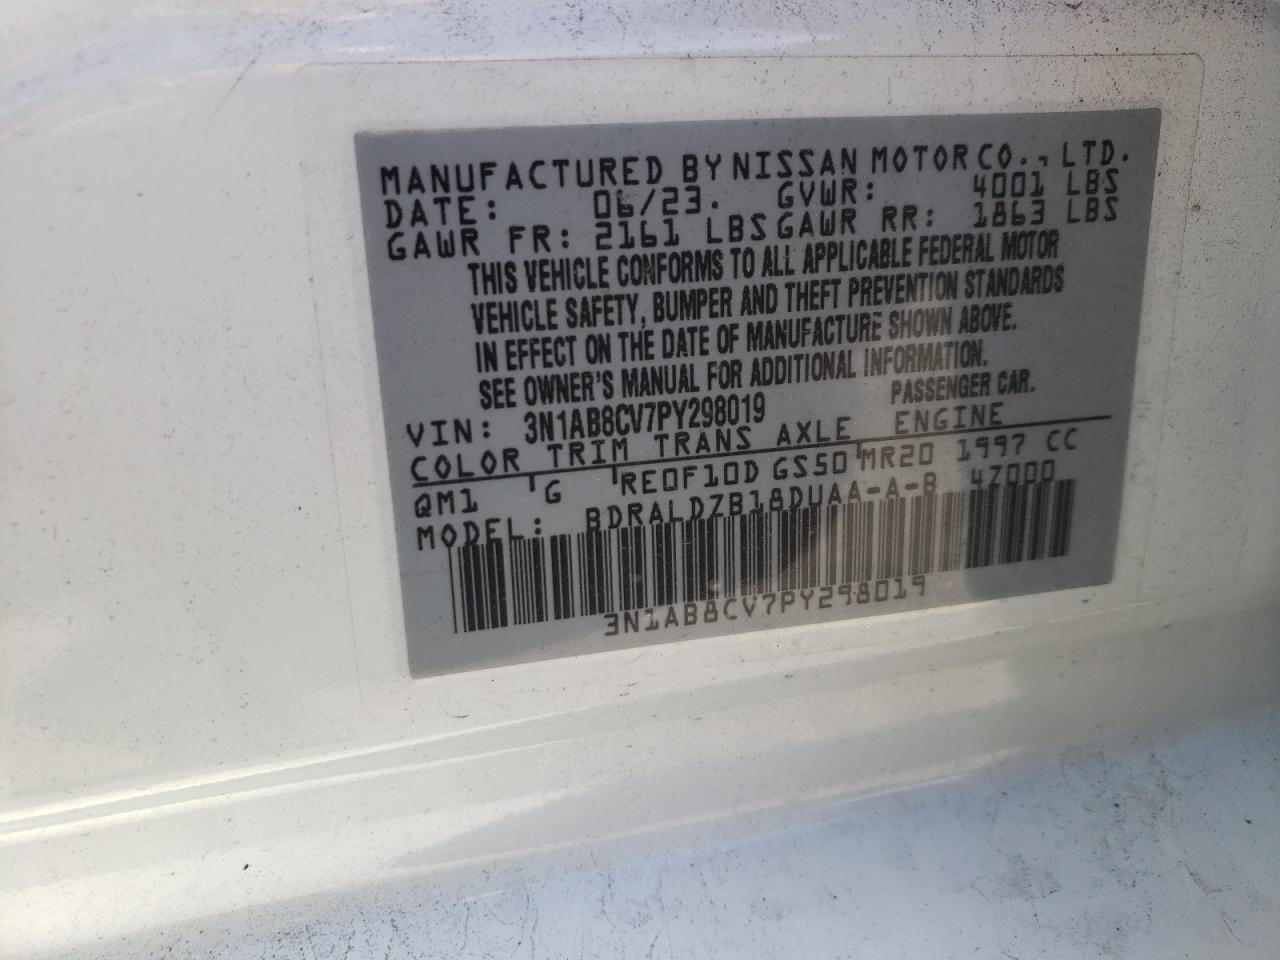 MANUFACTURED BY NISSAN MOTOR CO., LTD.
DATE: 06/23. GVWR: 4001 LBS
GAWR FR: 2161 LBS GAWR RR: 1863 LBS
THIS VEHICLE CONFORMS TO ALL APPLICABLE FEDERAL MOTOR
VEHICLE SAFETY, BUMPER AND THEFT PREVENTION STANDARDS
IN EFFECT ON THE DATE OF MANUFACTURE SHOWN ABOVE.
SEE OWNER'S MANUAL FOR ADDITIONAL INFORMATION.
PASSENGER CAR.
VIN: 3N1AB8CV7PY298019
COLOR TRIM TRANS AXLE ENGINE
QM1 G RE0F10D GS50 MR20 1997 CC
MODEL: BDRALDZB18DUAA-A-B 4Z000
3N1AB8CV7PY298019